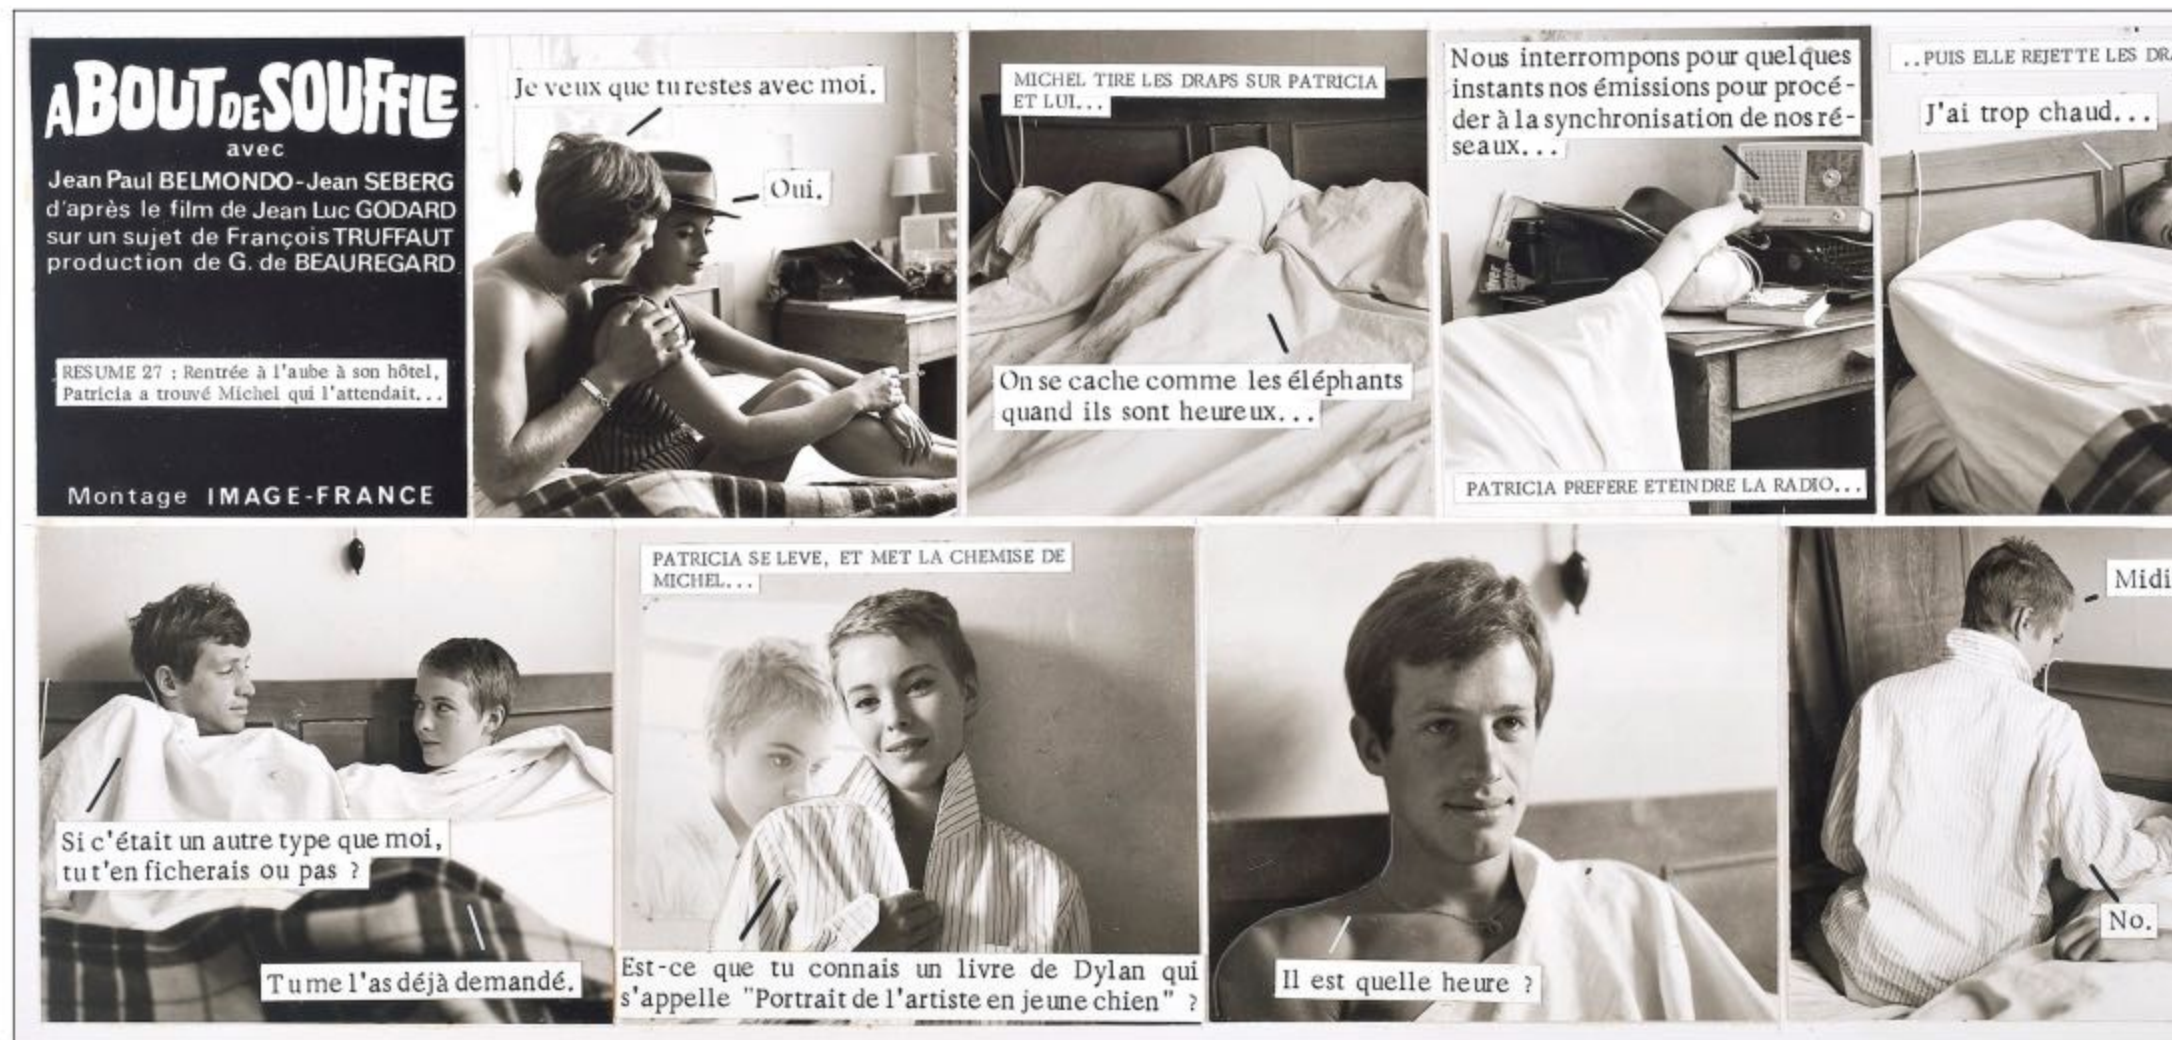 A BOUT DE SOUFFLE
avec
Jean Paul BELMONDO-Jean SEBERG
d'après le film de Jean Luc GODARD
sur un sujet de François TRUFFAUT
production de G. de BEAUREGARD
RESUME 27 : Rentrée à l'aube à son hôtel,
Patricia a trouvé Michel qui l'attendait...
Montage IMAGE-FRANCE
Je veux que tu restes avec moi.
Oui.
MICHEL TIRE LES DRAPS SUR PATRICIA
ET LUI...
On se cache comme les éléphants
quand ils sont heureux...
Nous interrompons pour quelques
instants nos émissions pour procé-
der à la synchronisation de nos ré-
seaux...
PATRICIA PREFERE ETEINDRE LA RADIO...
..PUIS ELLE REJETTE LES DRA
J'ai trop chaud...
Si c'était un autre type que moi,
tu t'en ficherais ou pas ?
Tu me l'as déjà demandé.
PATRICIA SE LEVE, ET MET LA CHEMISE DE
MICHEL...
Est-ce que tu connais un livre de Dylan qui
s'appelle "Portrait de l'artiste en jeune chien" ?
Il est quelle heure ?
Midi
No.